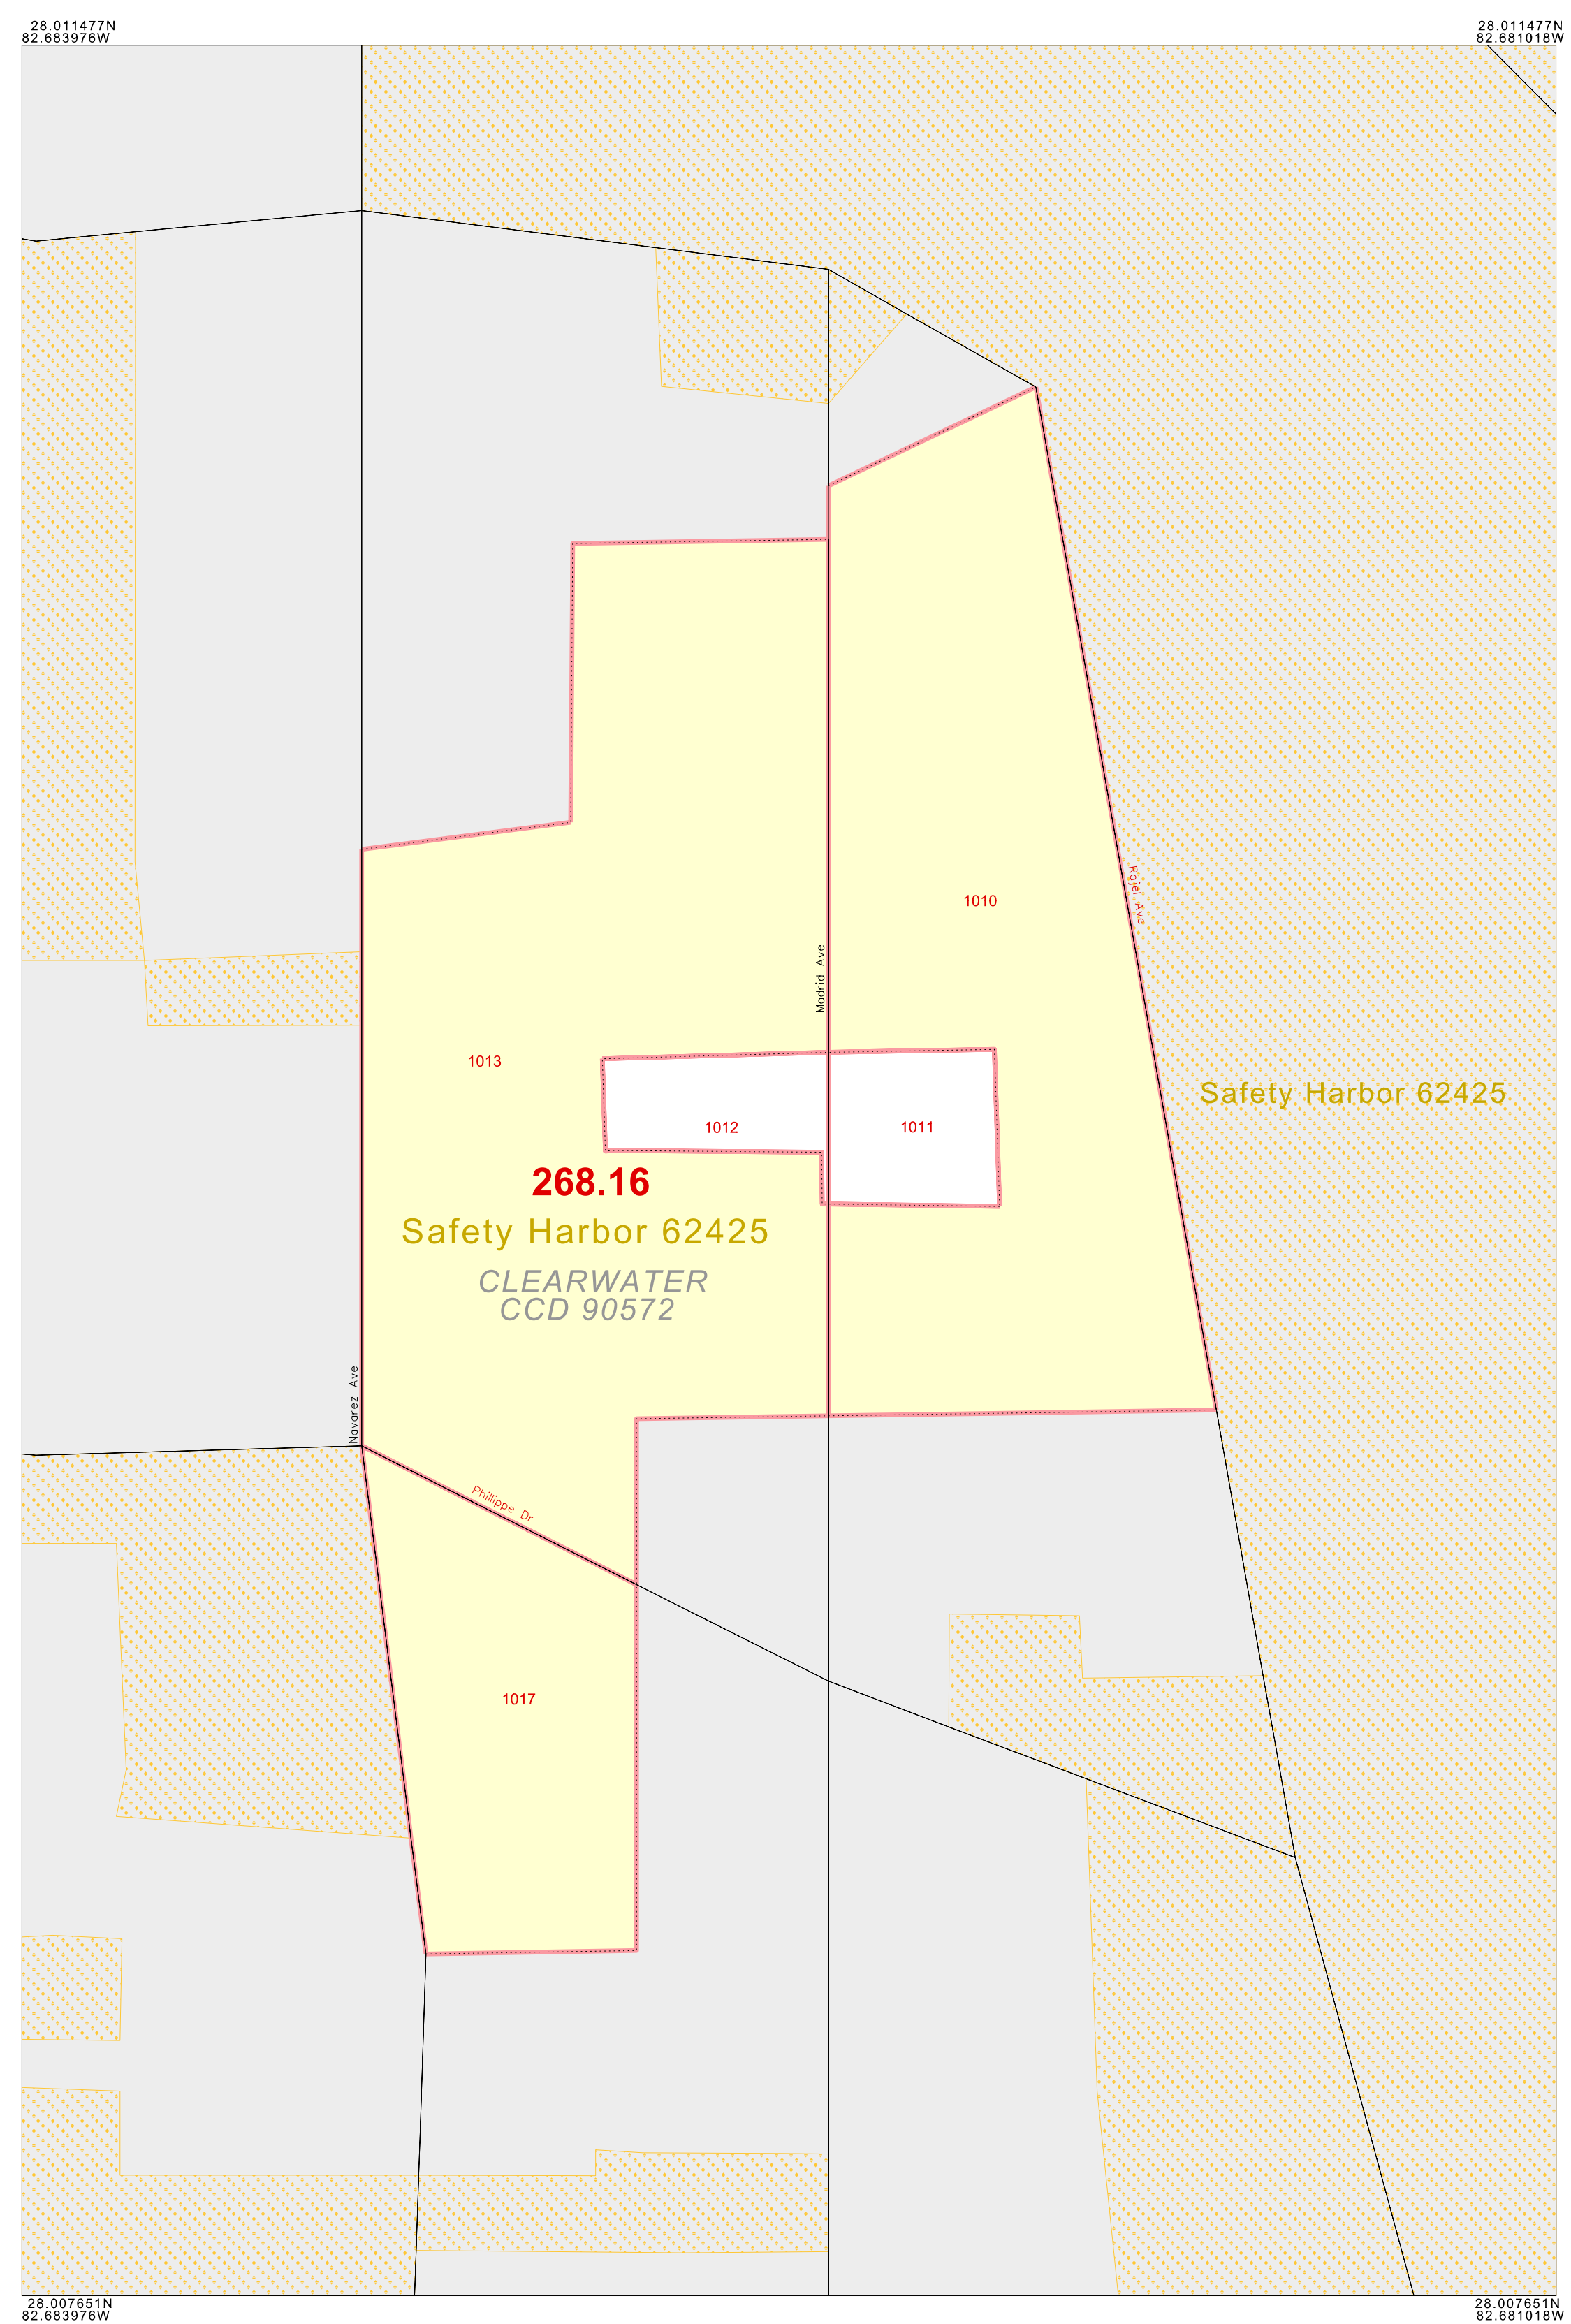 28.011477N
82.683976W
28.011477N
82.681018W
Rajel Ave
1010
Madrid Ave
1013
Safety Harbor 62425
1012
1011
268.16
Safety Harbor 62425
CLEARWATER
CCD 90572
Navarez Ave
Phillippe Dr
1017
28.007651N
82.683976W
28.007651N
82.681018W